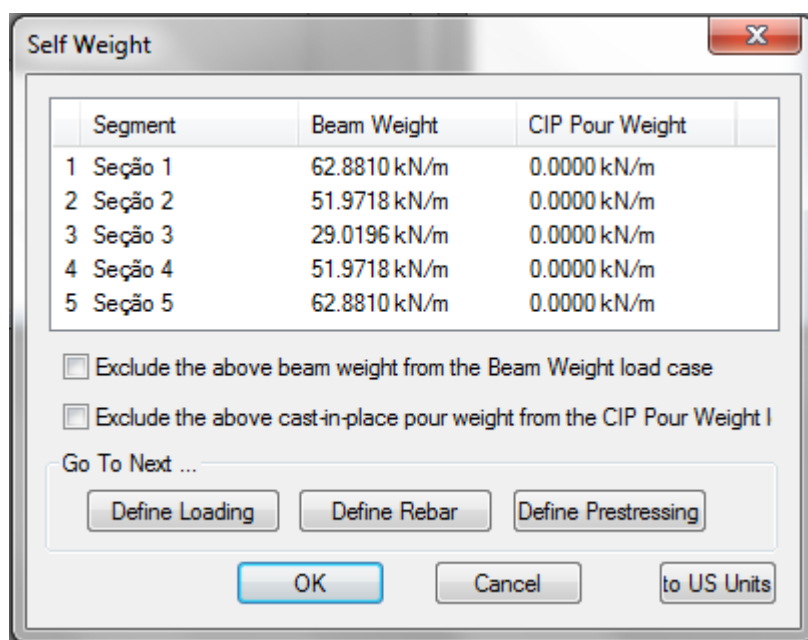 Self Weight
Segment Beam Weight CIP Pour Weight
1 Seção 1 62.8810 kN/m 0.0000 kN/m
2 Seção 2 51.9718 kN/m 0.0000 kN/m
3 Seção 3 29.0196 kN/m 0.0000 kN/m
4 Seção 4 51.9718 kN/m 0.0000 kN/m
5 Seção 5 62.8810 kN/m 0.0000 kN/m
Exclude the above beam weight from the Beam Weight load case
Exclude the above cast-in-place pour weight from the CIP Pour Weight l
Go To Next ...
Define Loading Define Rebar Define Prestressing
OK Cancel to US Units